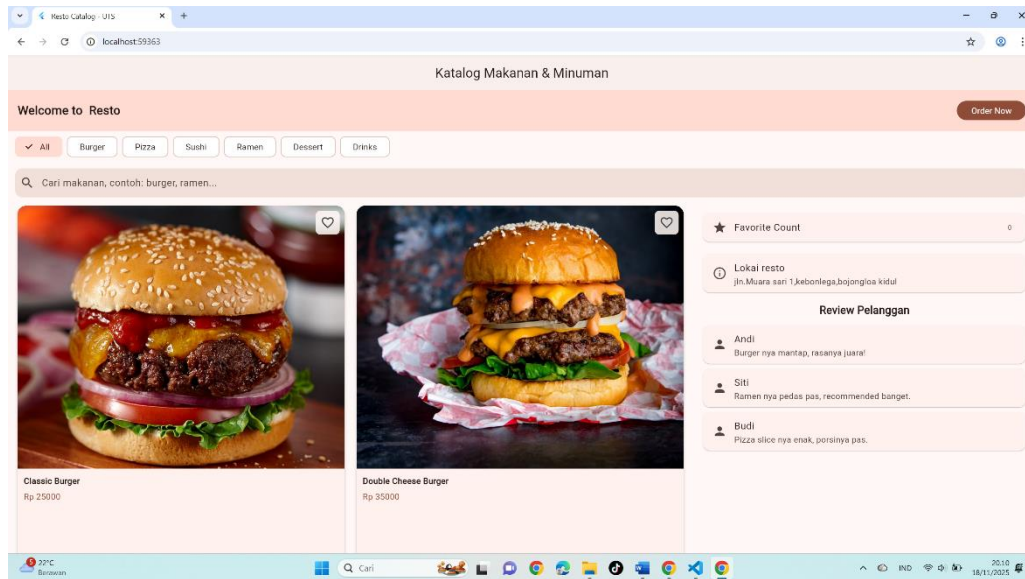 Resto Catalog - UTS
localhost:59363
Katalog Makanan & Minuman
Welcome to Resto
Order Now
All Burger Pizza Sushi Ramen Dessert Drinks
Cari makanan, contoh: burger, ramen...
Classic Burger
Rp 25000
Double Cheese Burger
Rp 35000
Favorite Count 0
Lokai resto
jln.Muara sari 1,kebonlega,bojongloa kidul
Review Pelanggan
Andi
Burger nya mantap, rasanya juara!
Siti
Ramen nya pedas pas, recommended banget.
Budi
Pizza slice nya enak, porsinya pas.
5
22°C
Berawan
Cari
IND
20.10
18/11/2025